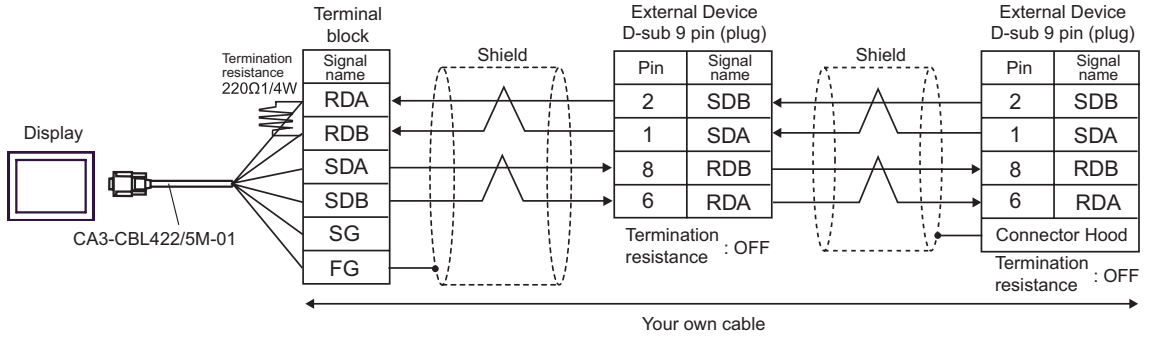 Terminal
block
External Device
D-sub 9 pin (plug)
External Device
D-sub 9 pin (plug)
Termination
resistance
220Ω1/4W
Signal
name
Shield
Pin
Signal
name
Shield
Pin
Signal
name
RDA
2
SDB
2
SDB
Display
RDB
1
SDA
1
SDA
SDA
8
RDB
8
RDB
SDB
6
RDA
6
RDA
CA3-CBL422/5M-01
SG
Termination
resistance : OFF
Connector Hood
FG
Termination
resistance : OFF
Your own cable